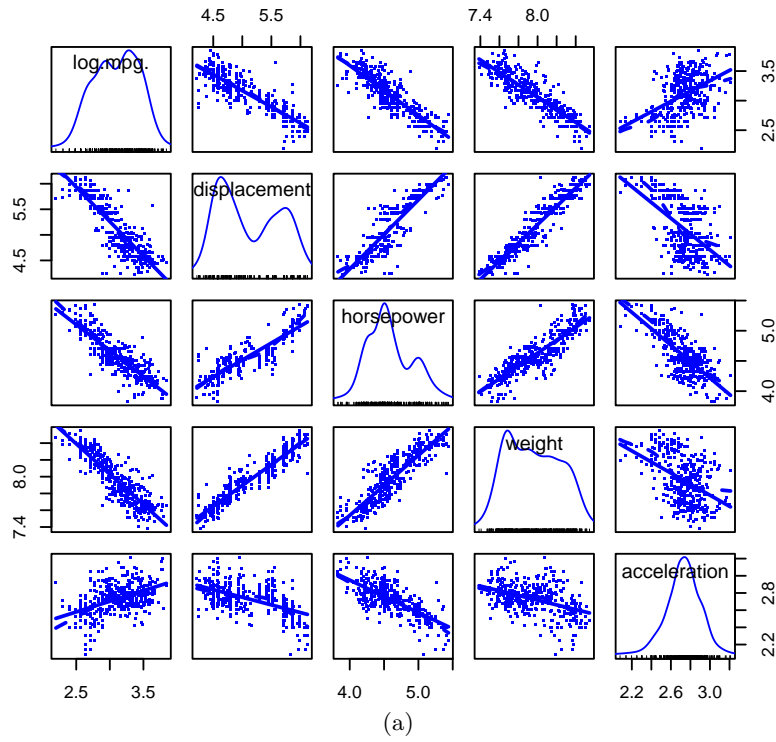 4.5 5.5 7.4 8.0
log.mpg.
2.5 3.5
displacement
4.5 5.5
horsepower
4.0 5.0
weight
7.4 8.0
acceleration
2.2 2.8
2.5 3.5 4.0 5.0 2.2 2.6 3.0
(a)